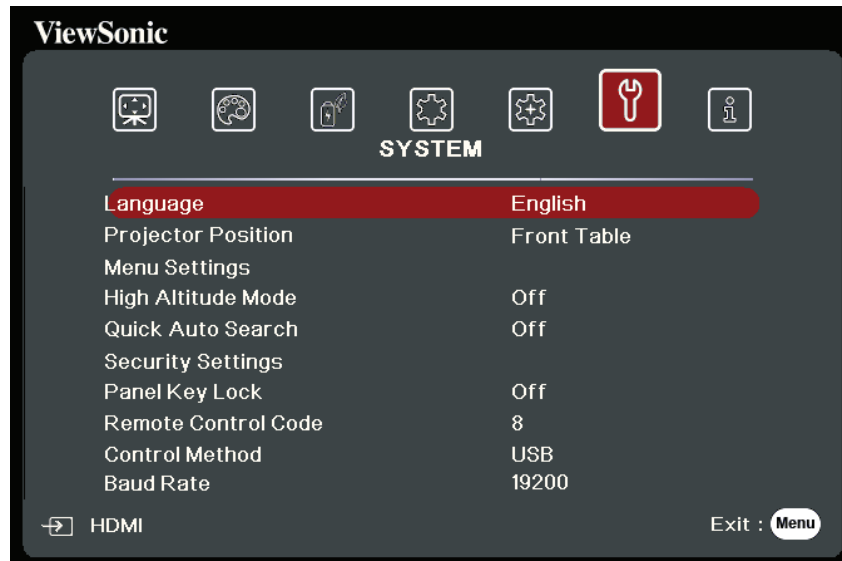 ViewSonic
SYSTEM
Language English
Projector Position Front Table
Menu Settings
High Altitude Mode Off
Quick Auto Search Off
Security Settings
Panel Key Lock Off
Remote Control Code 8
Control Method USB
Baud Rate 19200
HDMI Exit : Menu